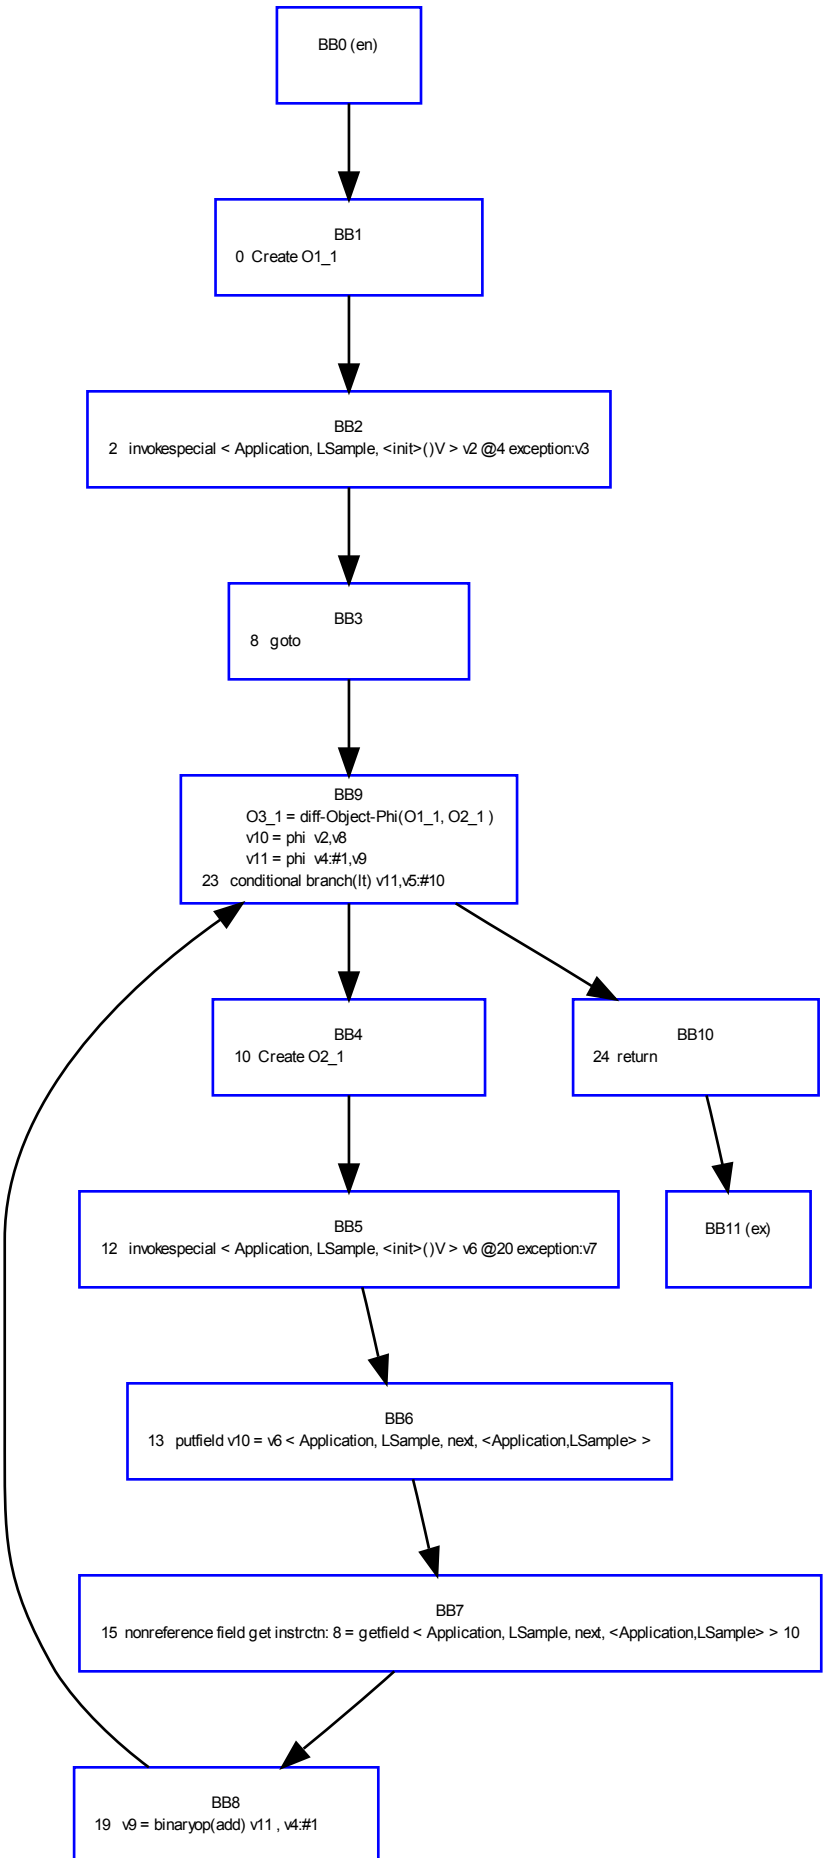 BB0 (en)
BB1
0 Create O1_1
BB2
2 invokespecial < Application, LSample, <init>()V > v2 @4 exception:v3
BB3
8 goto
BB9
O3_1 = diff-Object-Phi(O1_1, O2_1 )
v10 = phi v2,v8
v11 = phi v4:#1,v9
23 conditional branch(lt) v11,v5:#10
BB4
10 Create O2_1
BB10
24 return
BB5
12 invokespecial < Application, LSample, <init>()V > v6 @20 exception:v7
BB11 (ex)
BB6
13 putfield v10 = v6 < Application, LSample, next, <Application,LSample> >
BB7
15 nonreference field get instrctn: 8 = getfield < Application, LSample, next, <Application,LSample> > 10
BB8
19 v9 = binaryop(add) v11 , v4:#1